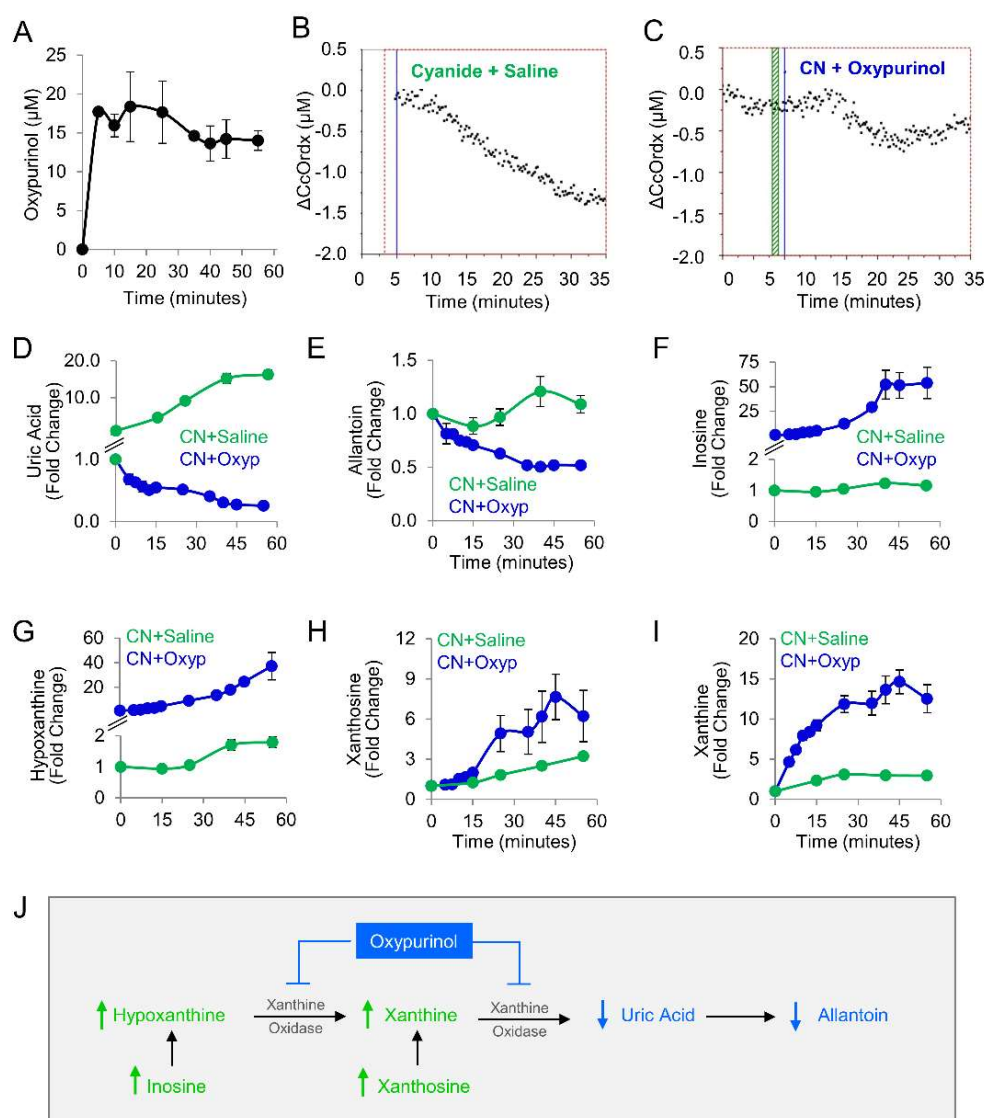 A
Oxypurinol (µM)
25
20
15
10
5
0
0 10 20 30 40 50 60
Time (minutes)
B
ΔCcOrdx (µM)
0.5
0.0
-0.5
-1.0
-1.5
-2.0
Cyanide + Saline
0 5 10 15 20 25 30 35
Time (minutes)
C
ΔCcOrdx (µM)
0.5
0.0
-0.5
-1.0
-1.5
-2.0
CN + Oxypurinol
0 5 10 15 20 25 30 35
Time (minutes)
D
Uric Acid
(Fold Change)
20.0
10.0
1.0
0.0
CN+Saline
CN+Oxyp
0 15 30 45 60
E
Allantoin
(Fold Change)
1.5
1.0
0.5
0.0
CN+Saline
CN+Oxyp
0 15 30 45 60
Time (minutes)
F
Inosine
(Fold Change)
75
50
25
2
1
0
CN+Saline
CN+Oxyp
0 15 30 45 60
G
Hypoxanthine
(Fold Change)
60
40
20
2
1
0
CN+Saline
CN+Oxyp
0 15 30 45 60
H
Xanthosine
(Fold Change)
12
9
6
3
0
CN+Saline
CN+Oxyp
0 15 30 45 60
Time (minutes)
I
Xanthine
(Fold Change)
20
15
10
5
0
CN+Saline
CN+Oxyp
0 15 30 45 60
Time (minutes)
J
Oxypurinol
Hypoxanthine
Xanthine
Oxidase
Xanthine
Xanthine
Oxidase
Uric Acid
Allantoin
Inosine
Xanthosine